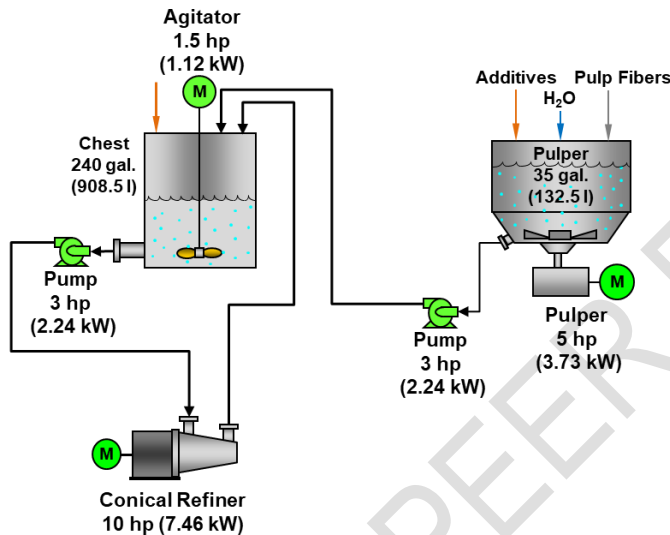 Agitator
1.5 hp
(1.12 kW)
M
Chest
240 gal.
(908.5 l)
Pump
3 hp
(2.24 kW)
M
Conical Refiner
10 hp (7.46 kW)
Additives
Pulp Fibers
H₂O
Pulper
35 gal.
(132.5 l)
M
Pulper
5 hp
(3.73 kW)
Pump
3 hp
(2.24 kW)
PEER